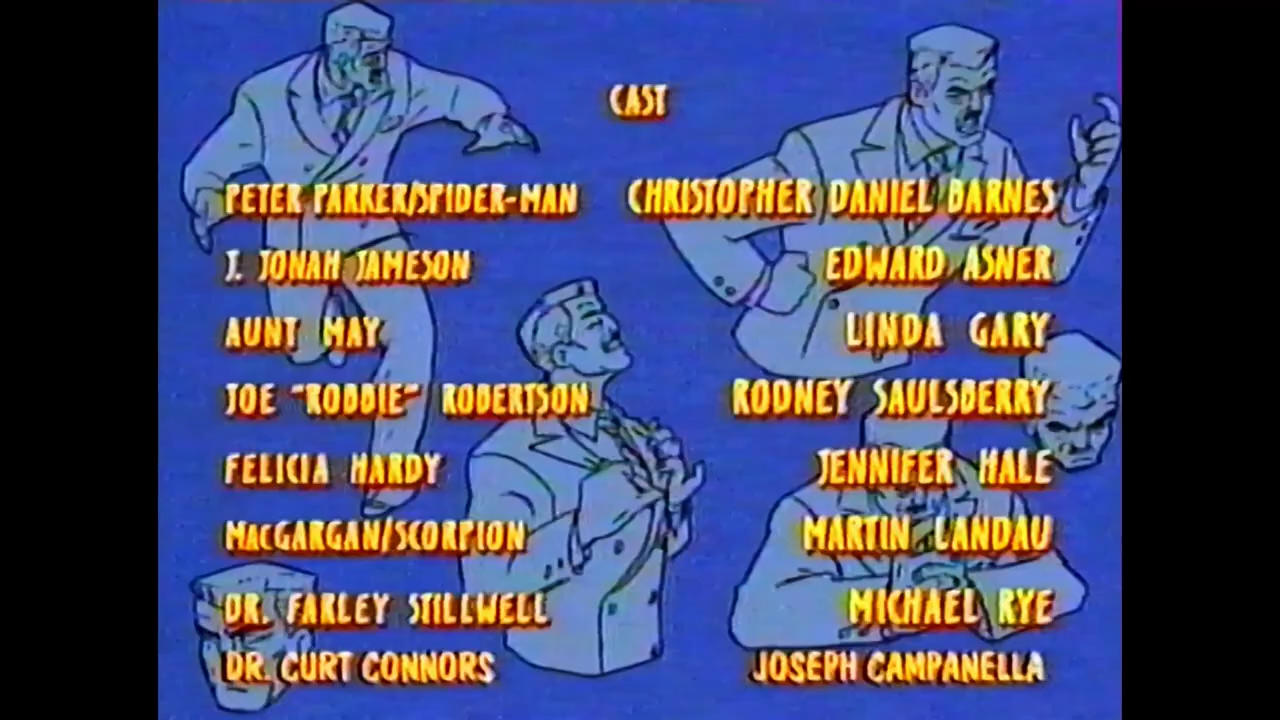 CAST
PETER PARKER/SPIDER-MAN CHRISTOPHER DANIEL BARNES
J. JONAH JAMESON EDWARD ASNER
AUNT MAY LINDA GARY
JOE "ROBBIE" ROBERTSON RODNEY SAULSBERRY
FELICIA HARDY JENNIFER HALE
MACGARGAN/SCORPION MARTIN LANDAU
DR. FARLEY STILLWELL MICHAEL RYE
DR. CURT CONNORS JOSEPH CAMPANELLA